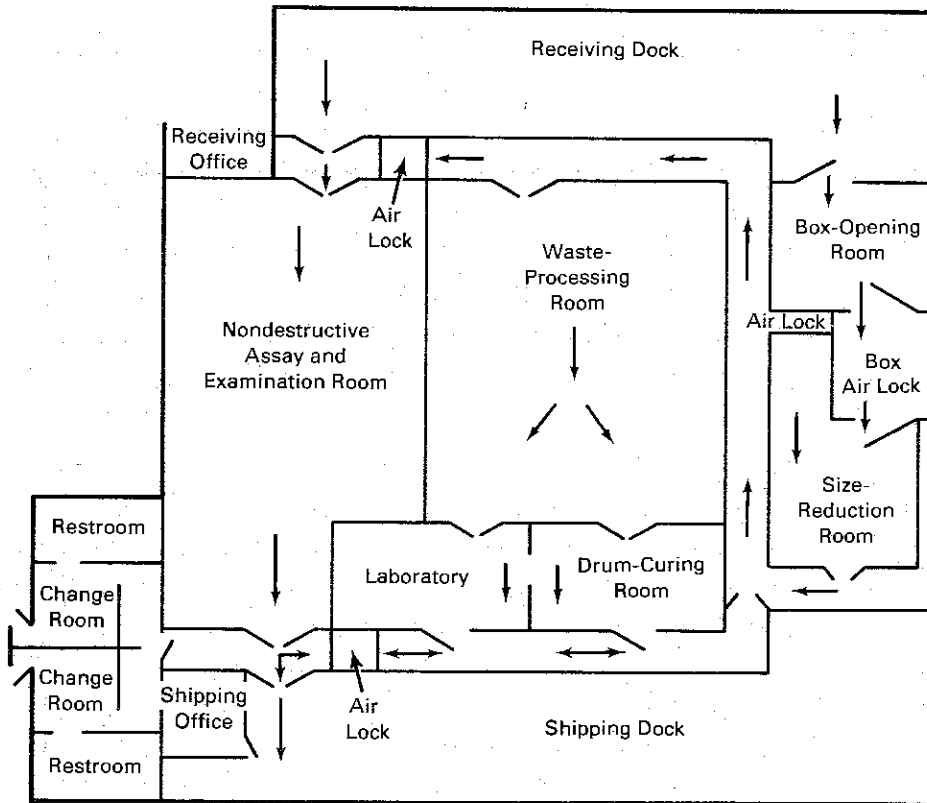 Receiving Dock
Receiving
Office
Air
Lock
Box-Opening
Room
Waste-
Processing
Room
Nondestructive
Assay and
Examination Room
Air Lock
Box
Air Lock
Size-
Reduction
Room
Restroom
Laboratory
Drum-Curing
Room
Change
Room
Change
Room
Shipping
Office
Air
Lock
Shipping Dock
Restroom